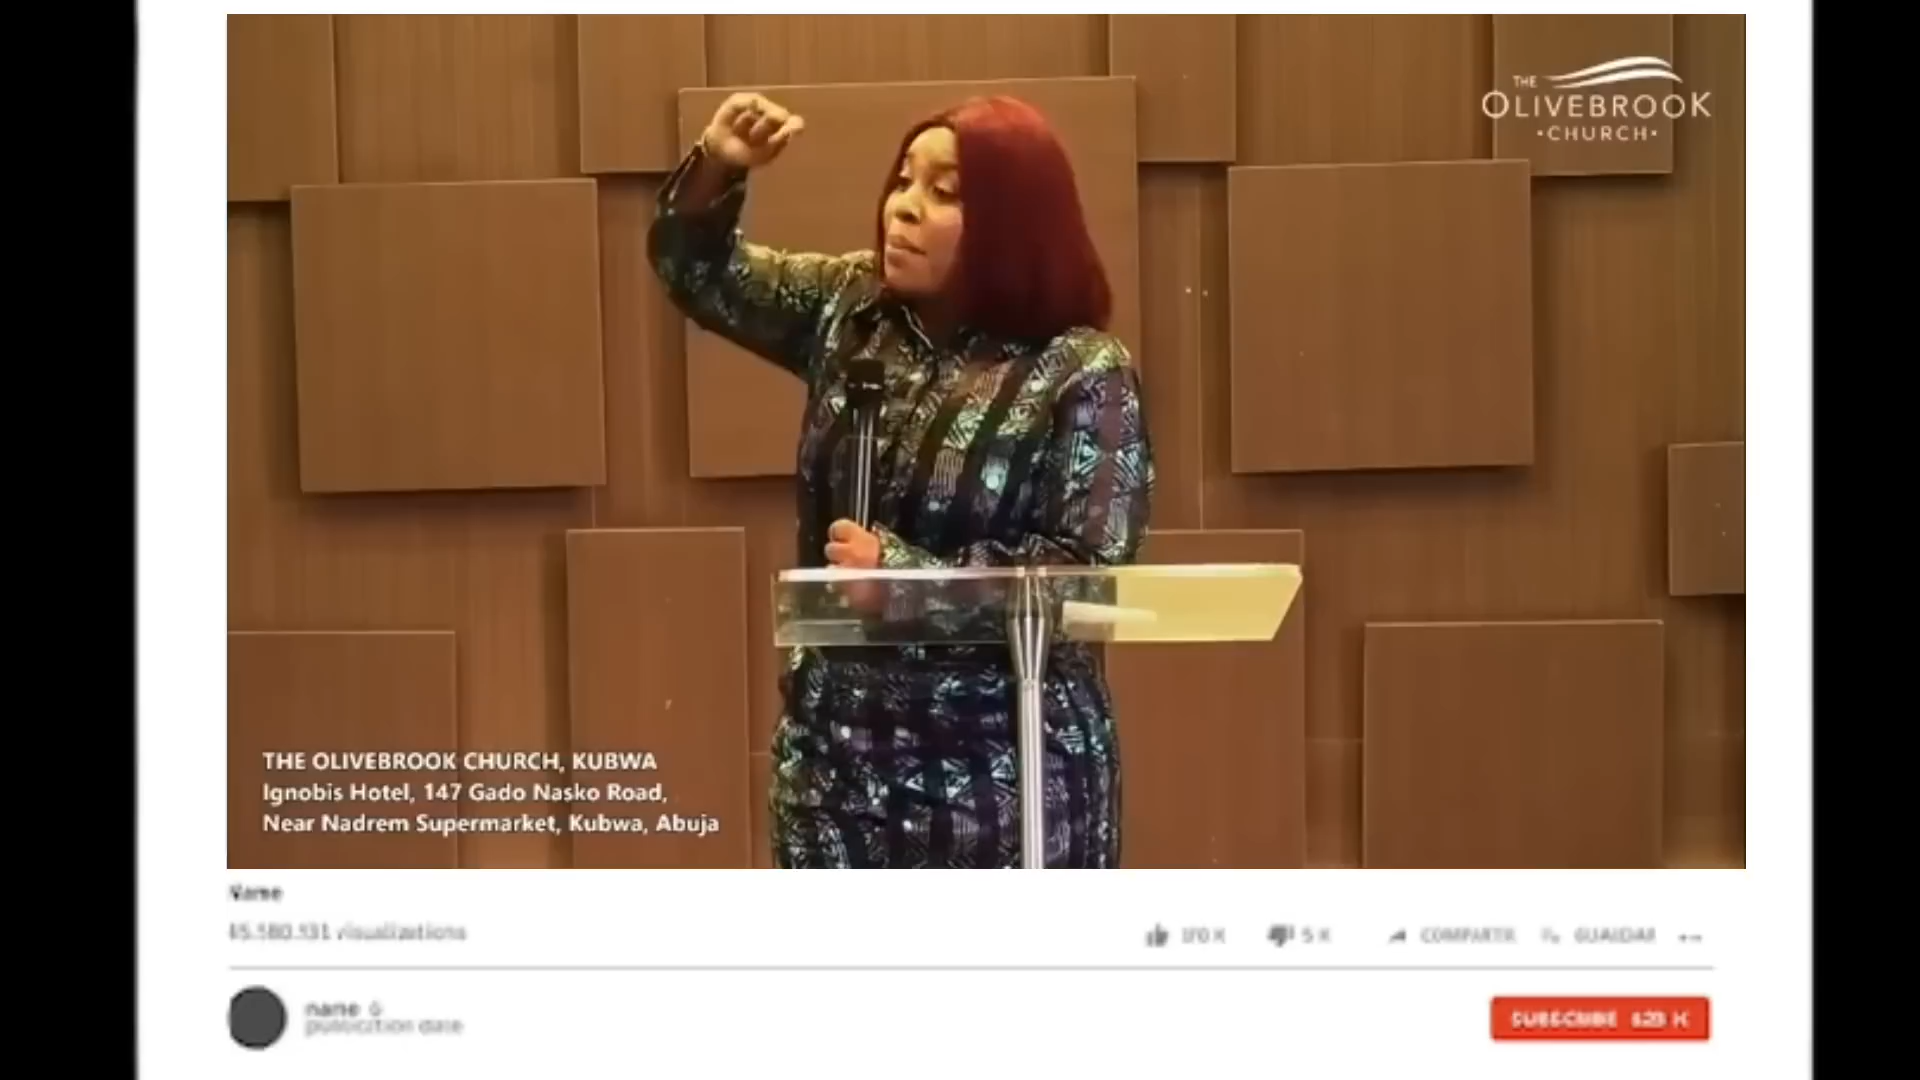 THE
OLIVEBROOK
•CHURCH•
THE OLIVEBROOK CHURCH, KUBWA
Ignobis Hotel, 147 Gado Nasko Road,
Near Nadrem Supermarket, Kubwa, Abuja
Name
visualizations
5 K
COMPARTIR
name
publication date
SUBSCRIBE